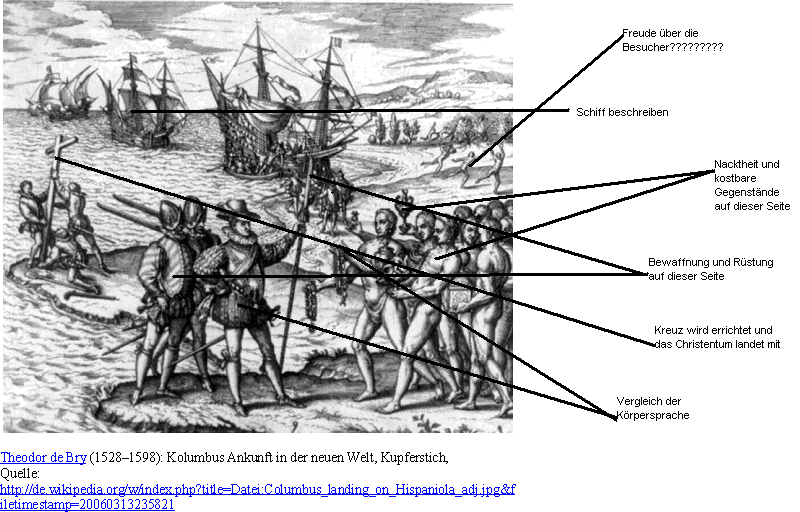 Freude über die
Besucher?????????
Schiff beschreiben
Nacktheit und
kostbare
Gegenstände
auf dieser Seite
Bewaffnung und Rüstung
auf dieser Seite
Kreuz wird errichtet und
das Christentum landet mit
Vergleich der
Körpersprache
Theodor de Bry (1528–1598): Kolumbus Ankunft in der neuen Welt, Kupferstich,
Quelle:
http://de.wikipedia.org/w/index.php?title=Datei:Columbus_landing_on_Hispaniola_adj.jpg&f
iletimestamp=20060313235821